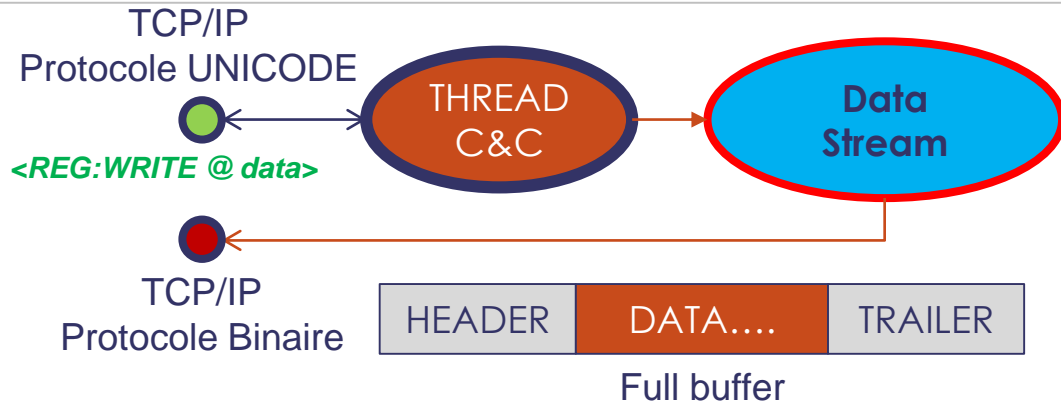 TCP/IP
Protocole UNICODE
THREAD
C&C
Data
Stream
<REG:WRITE @ data>
TCP/IP
Protocole Binaire
HEADER
DATA....
TRAILER
Full buffer